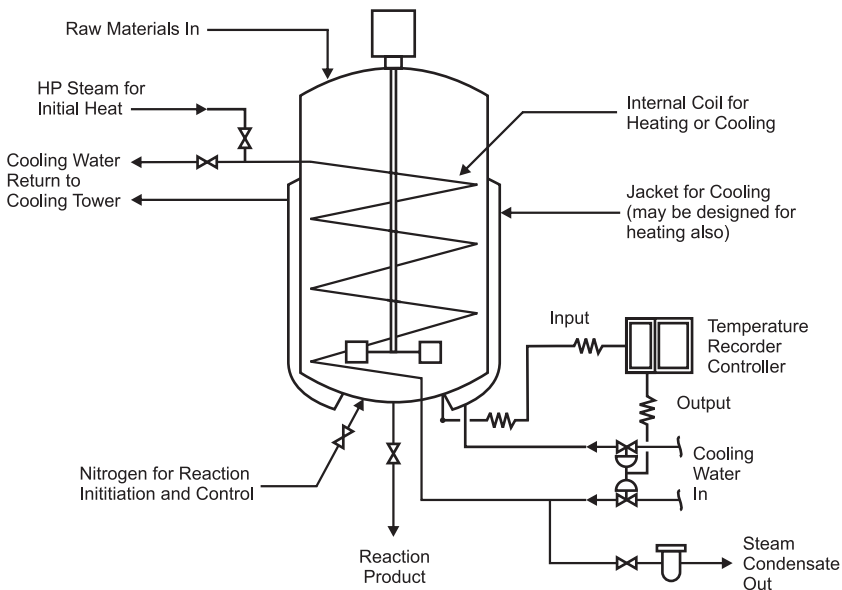 Raw Materials In
HP Steam for
Initial Heat
Cooling Water
Return to
Cooling Tower
Internal Coil for
Heating or Cooling
Jacket for Cooling
(may be designed for
heating also)
Input
Temperature
Recorder
Controller
Output
Cooling
Water
In
Nitrogen for Reaction
Inititiation and Control
Reaction
Product
Steam
Condensate
Out